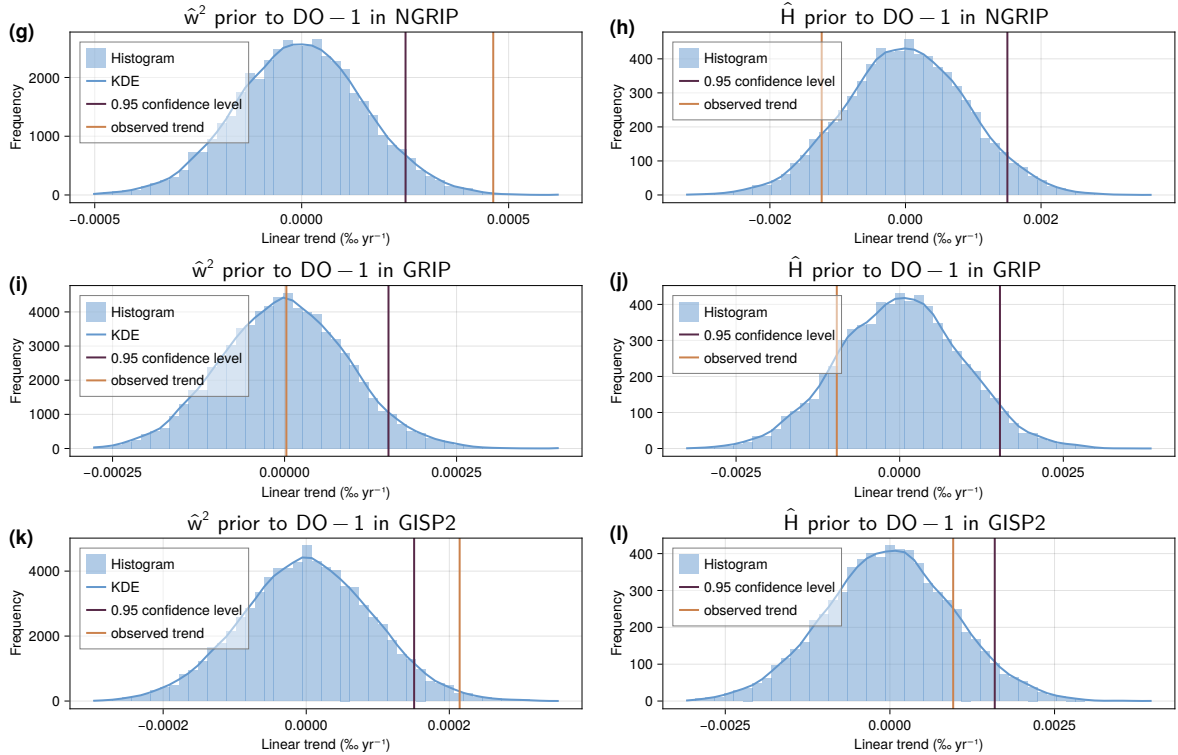 (g)
ŵ² prior to DO − 1 in NGRIP
Frequency
2000
1000
0
Histogram
KDE
0.95 confidence level
observed trend
−0.0005
0.0000
0.0005
Linear trend (‰ yr⁻¹)
(h)
Ĥ prior to DO − 1 in NGRIP
Frequency
400
300
200
100
0
Histogram
0.95 confidence level
observed trend
−0.002
0.000
0.002
Linear trend (‰ yr⁻¹)
(i)
ŵ² prior to DO − 1 in GRIP
Frequency
4000
3000
2000
1000
0
Histogram
KDE
0.95 confidence level
observed trend
−0.00025
0.00000
0.00025
Linear trend (‰ yr⁻¹)
(j)
Ĥ prior to DO − 1 in GRIP
Frequency
400
300
200
100
0
Histogram
0.95 confidence level
observed trend
−0.0025
0.0000
0.0025
Linear trend (‰ yr⁻¹)
(k)
ŵ² prior to DO − 1 in GISP2
Frequency
4000
2000
0
Histogram
KDE
0.95 confidence level
observed trend
−0.0002
0.0000
0.0002
Linear trend (‰ yr⁻¹)
(l)
Ĥ prior to DO − 1 in GISP2
Frequency
400
300
200
100
0
Histogram
0.95 confidence level
observed trend
−0.0025
0.0000
0.0025
Linear trend (‰ yr⁻¹)